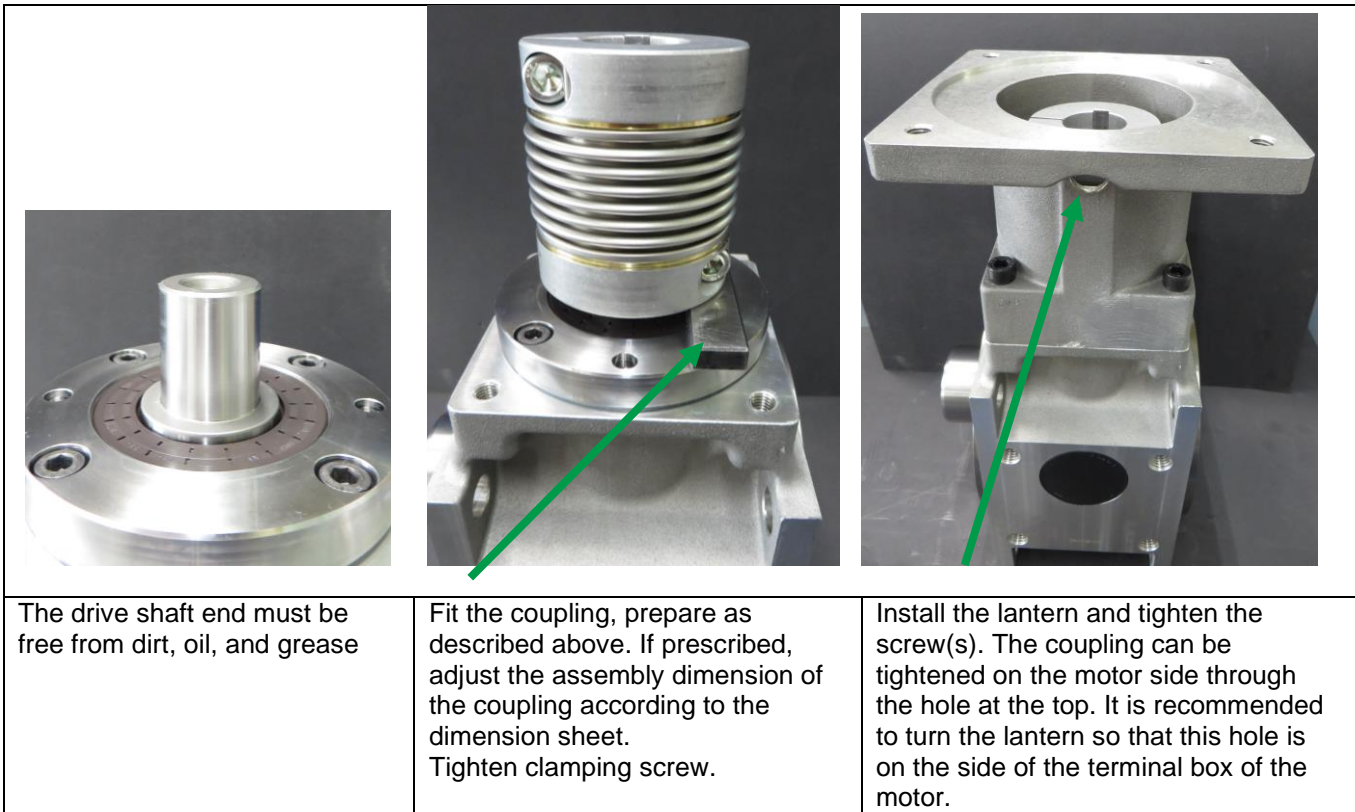 The drive shaft end must be
free from dirt, oil, and grease
Fit the coupling, prepare as
described above. If prescribed,
adjust the assembly dimension of
the coupling according to the
dimension sheet.
Tighten clamping screw.
Install the lantern and tighten the
screw(s). The coupling can be
tightened on the motor side through
the hole at the top. It is recommended
to turn the lantern so that this hole is
on the side of the terminal box of the
motor.